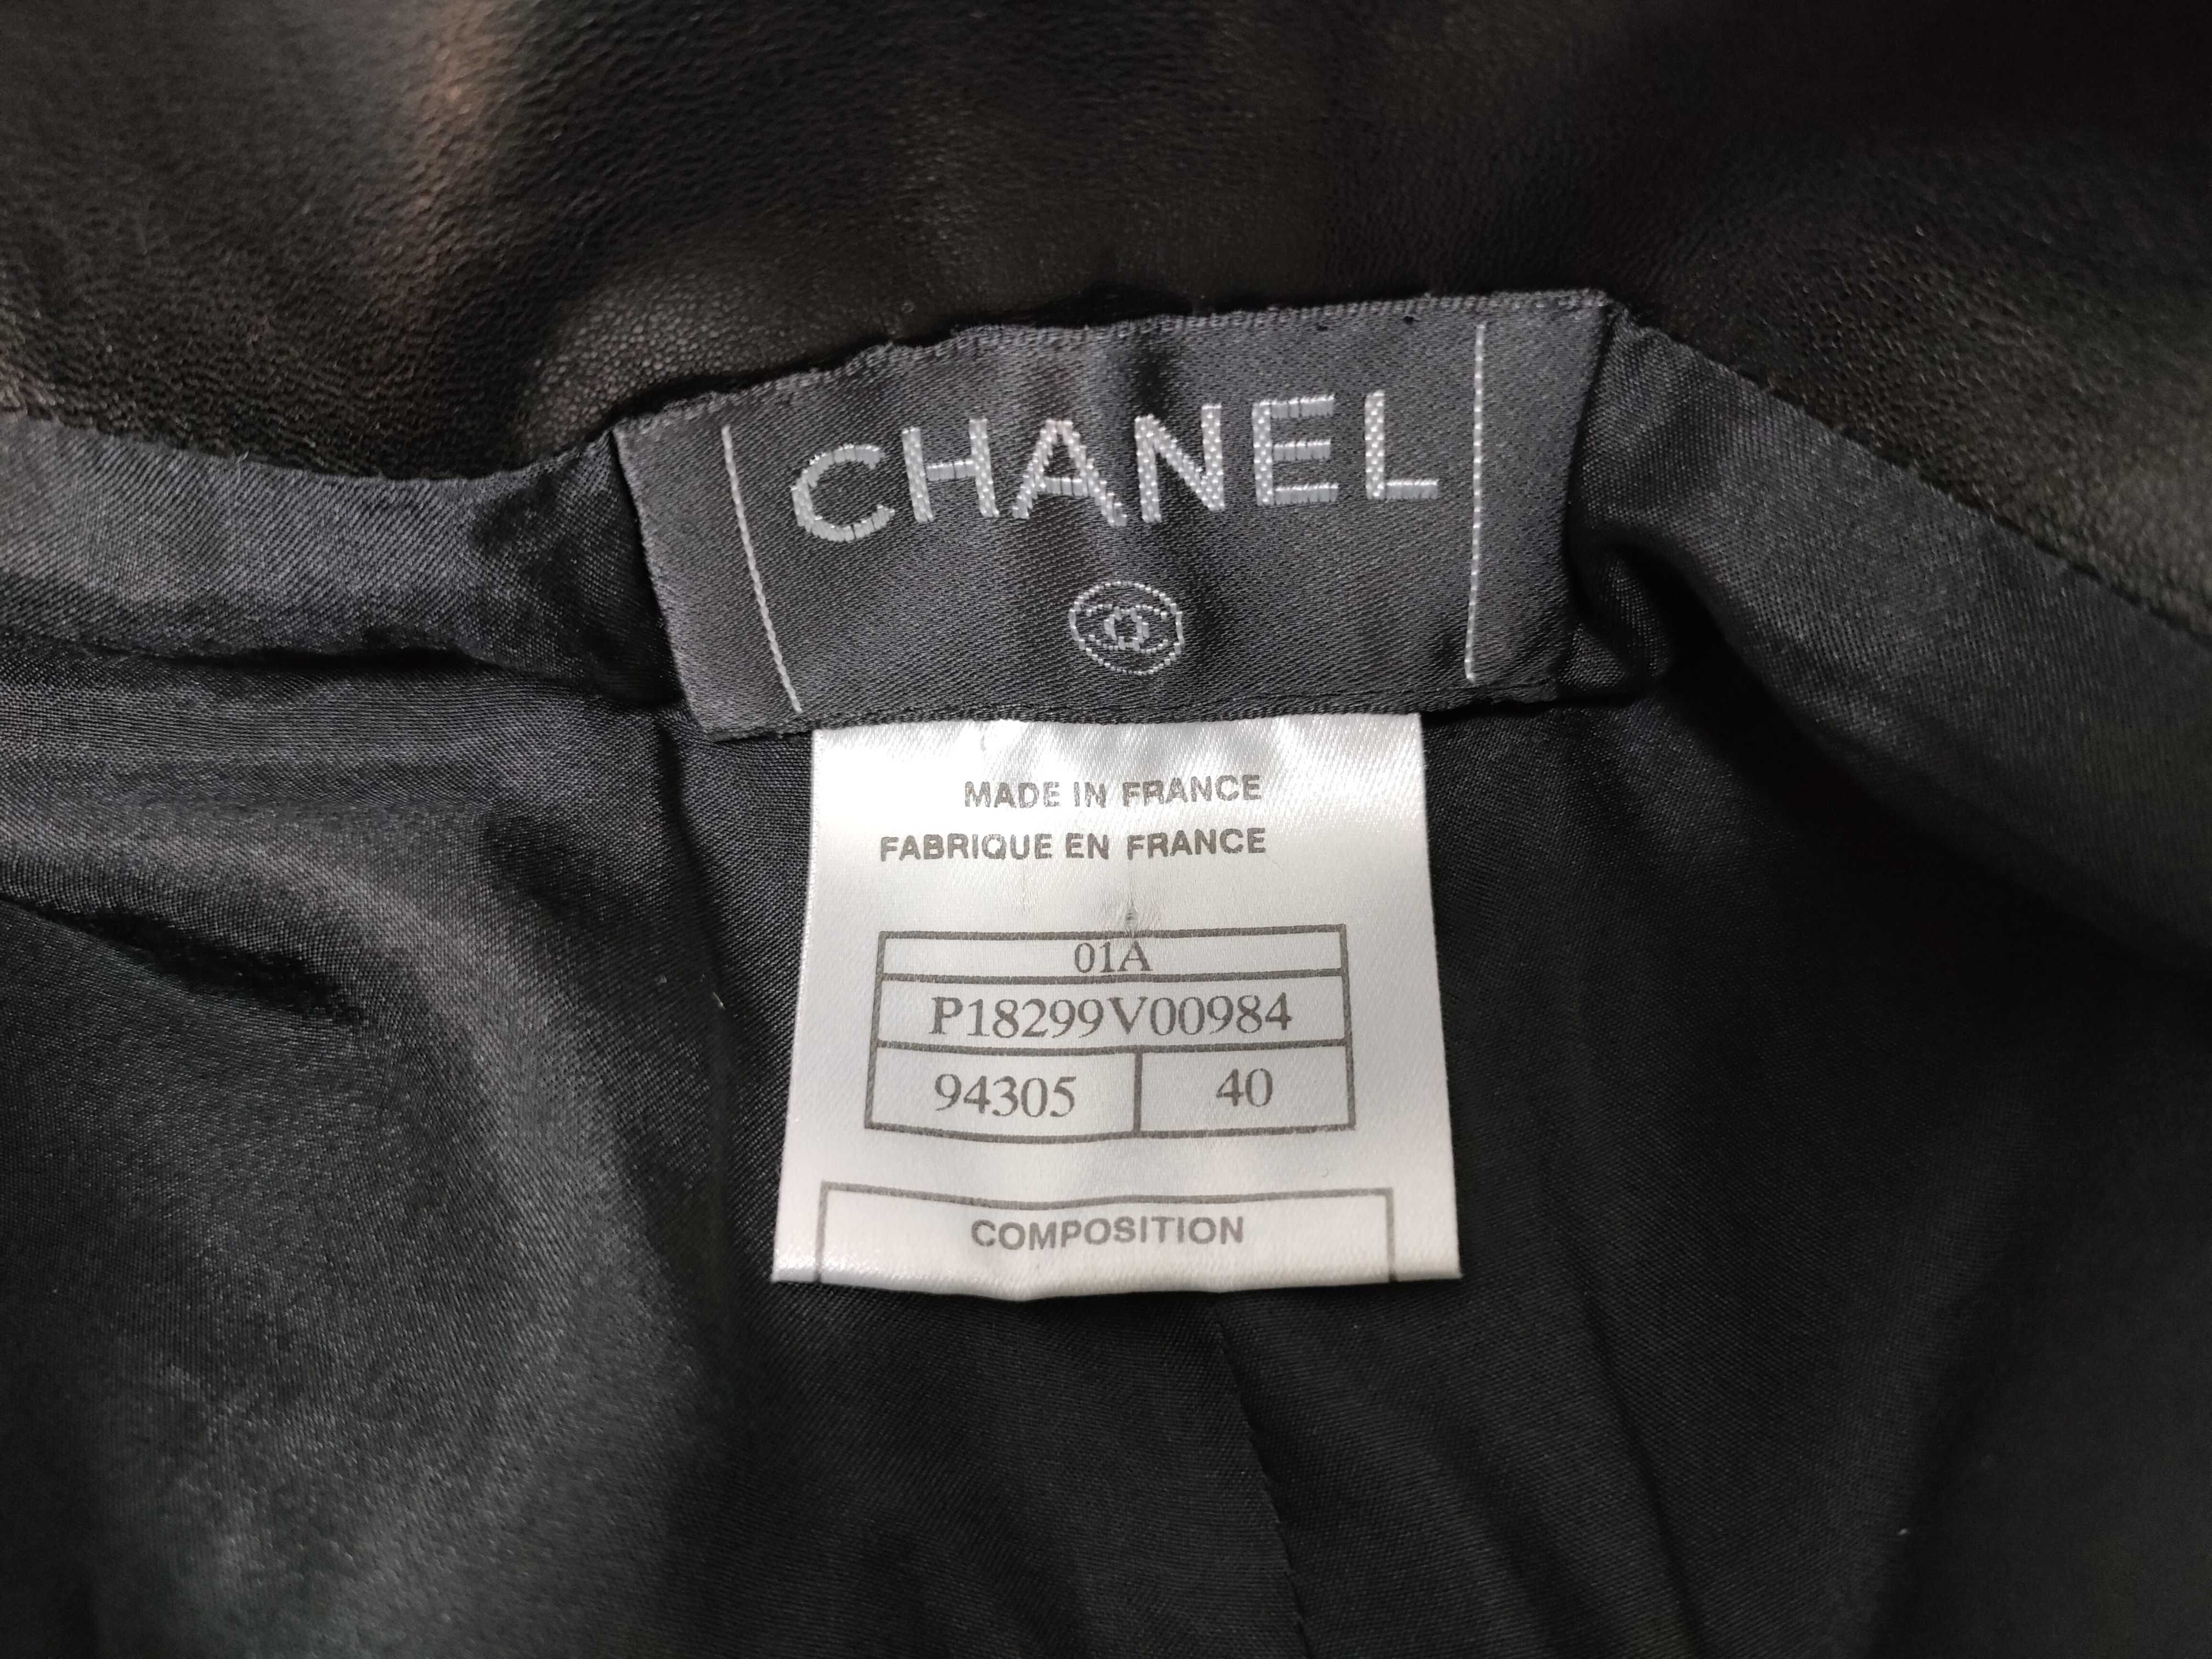 CHANEL
MADE IN FRANCE
FABRIQUE EN FRANCE
01A
P18299V00984
94305 40
COMPOSITION